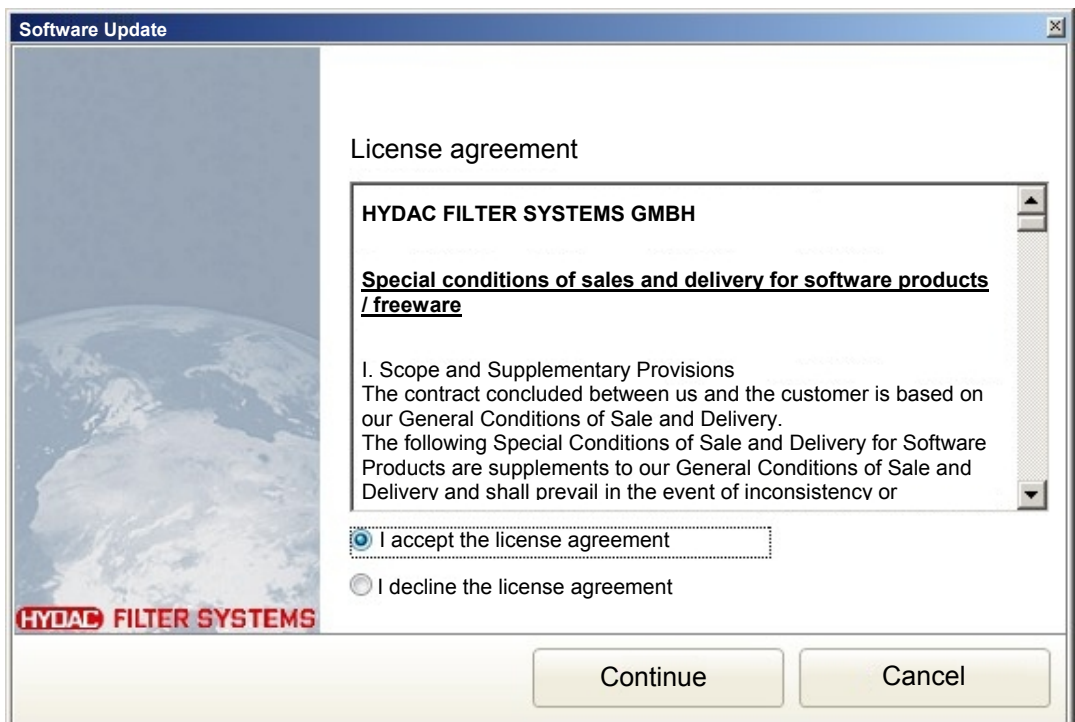 Software Update
License agreement
HYDAC FILTER SYSTEMS GMBH
Special conditions of sales and delivery for software products
/ freeware
I. Scope and Supplementary Provisions
The contract concluded between us and the customer is based on
our General Conditions of Sale and Delivery.
The following Special Conditions of Sale and Delivery for Software
Products are supplements to our General Conditions of Sale and
Delivery and shall prevail in the event of inconsistency or
I accept the license agreement
I decline the license agreement
HYDAC FILTER SYSTEMS
Continue
Cancel